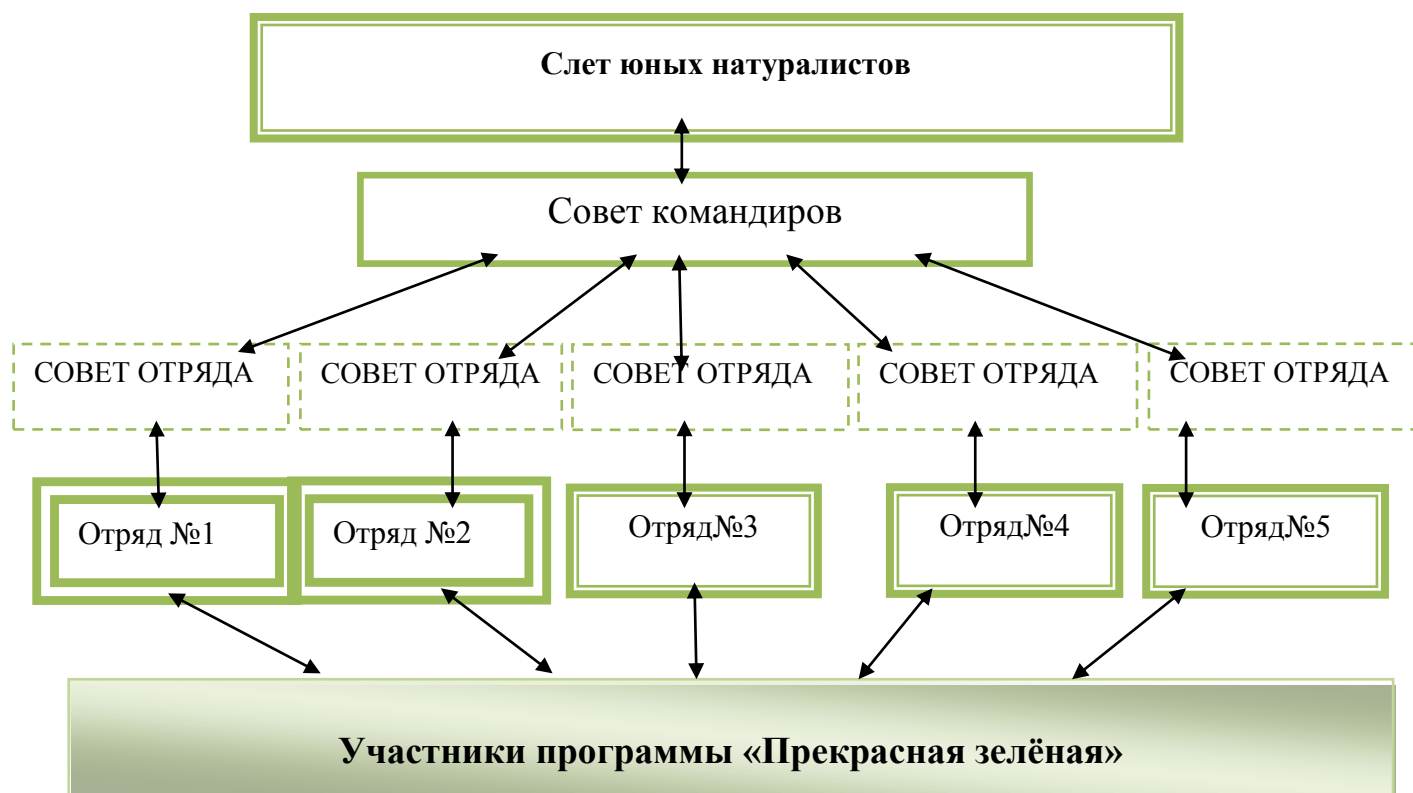 Слет юных натуралистов
Совет командиров
СОВЕТ ОТРЯДА
СОВЕТ ОТРЯДА
СОВЕТ ОТРЯДА
СОВЕТ ОТРЯДА
СОВЕТ ОТРЯДА
Отряд №1
Отряд №2
Отряд№3
Отряд№4
Отряд№5
Участники программы «Прекрасная зелёная»